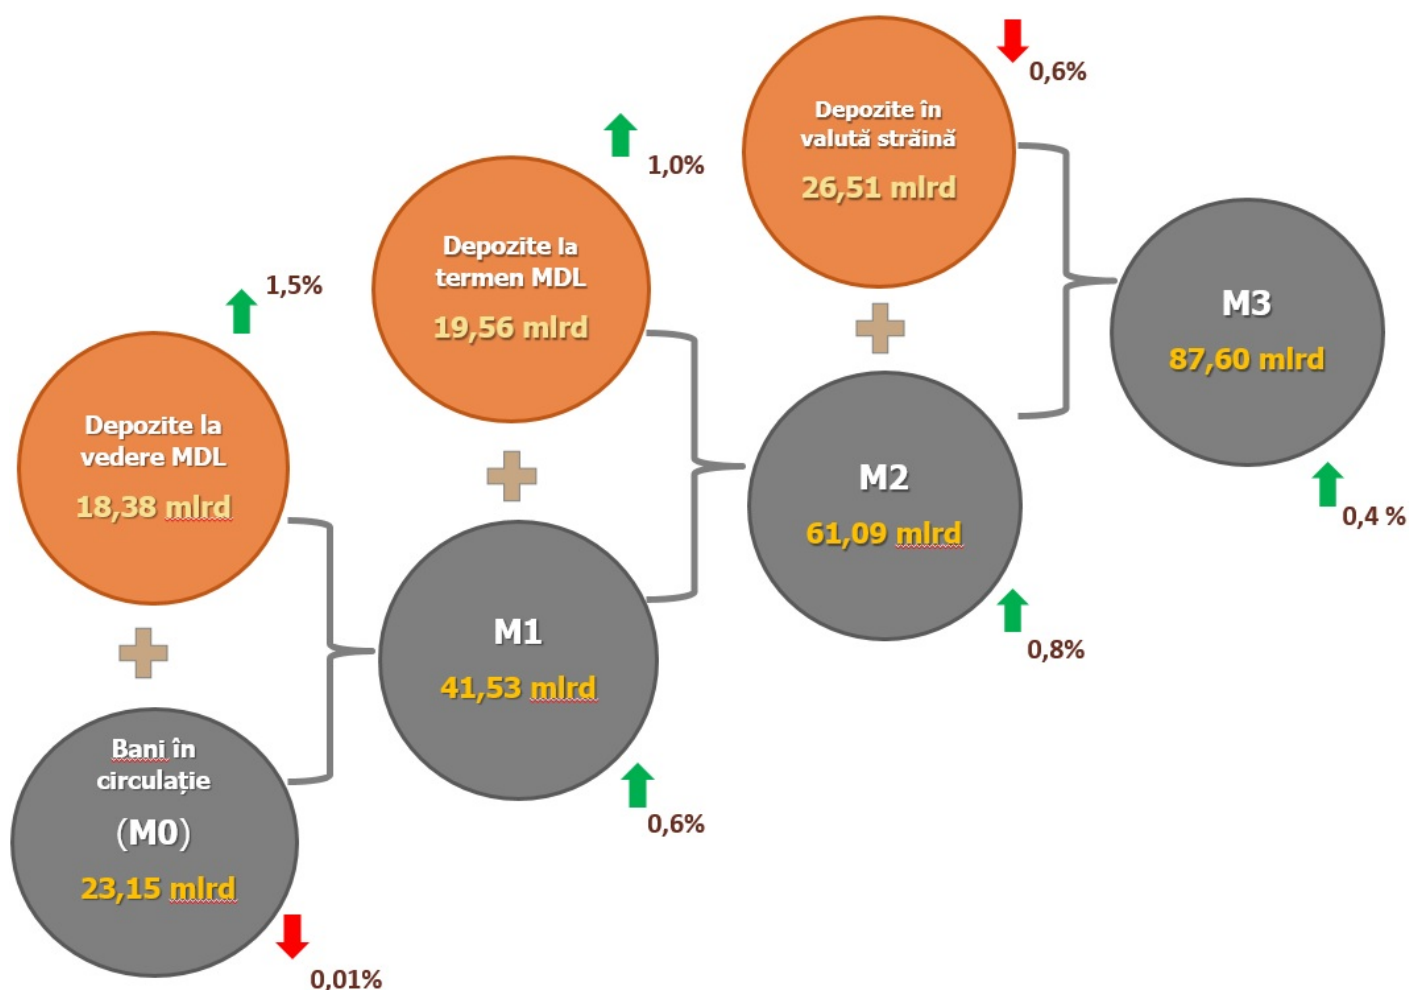 Depozite în
valută străină
26,51 mlrd
0,6%
Depozite la
termen MDL
19,56 mlrd
1,0%
Depozite la
vedere MDL
18,38 mlrd
1,5%
M3
87,60 mlrd
0,4 %
M2
61,09 mlrd
0,8%
M1
41,53 mlrd
0,6%
Bani în
circulație
(M0)
23,15 mlrd
0,01%